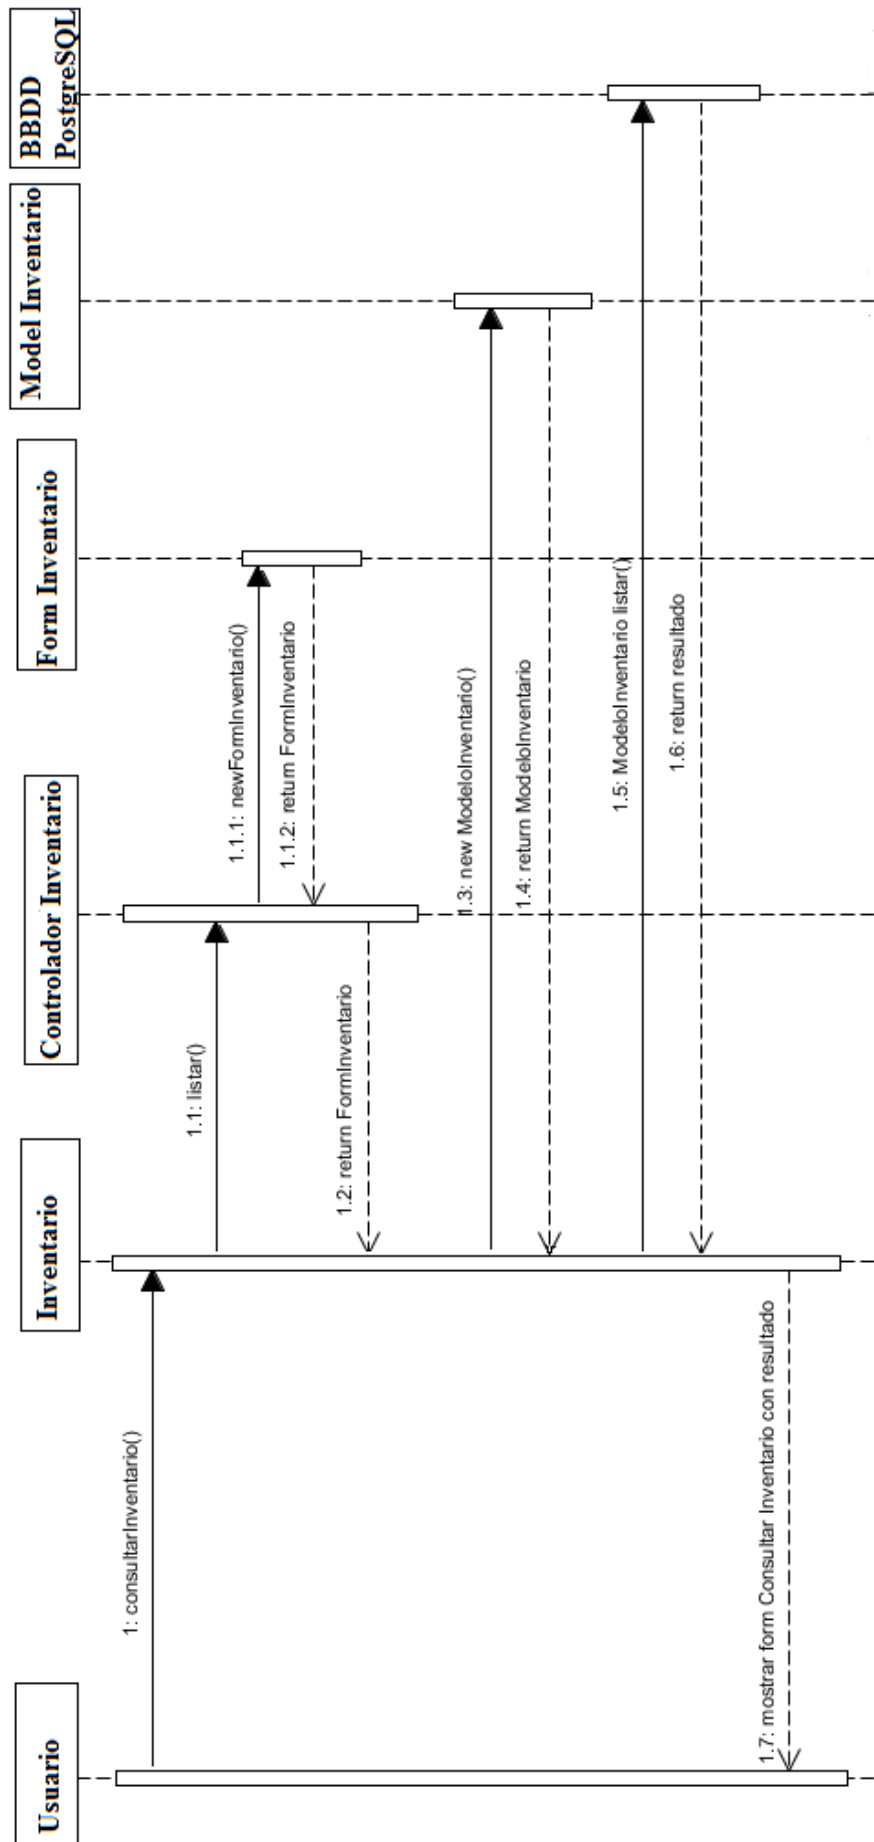 Usuario
Inventario
Controlador Inventario
Form Inventario
Model Inventario
BBDD
PostgreSQL
1: consultarInventario()
1.1: listar()
1.1.1: newFormInventario()
1.1.2: return FormInventario
1.2: return FormInventario
1.3: new ModeloInventario()
1.4: return ModeloInventario
1.5: ModeloInventario listar()
1.6: return resultado
1.7: mostrar form Consultar Inventario con resultado